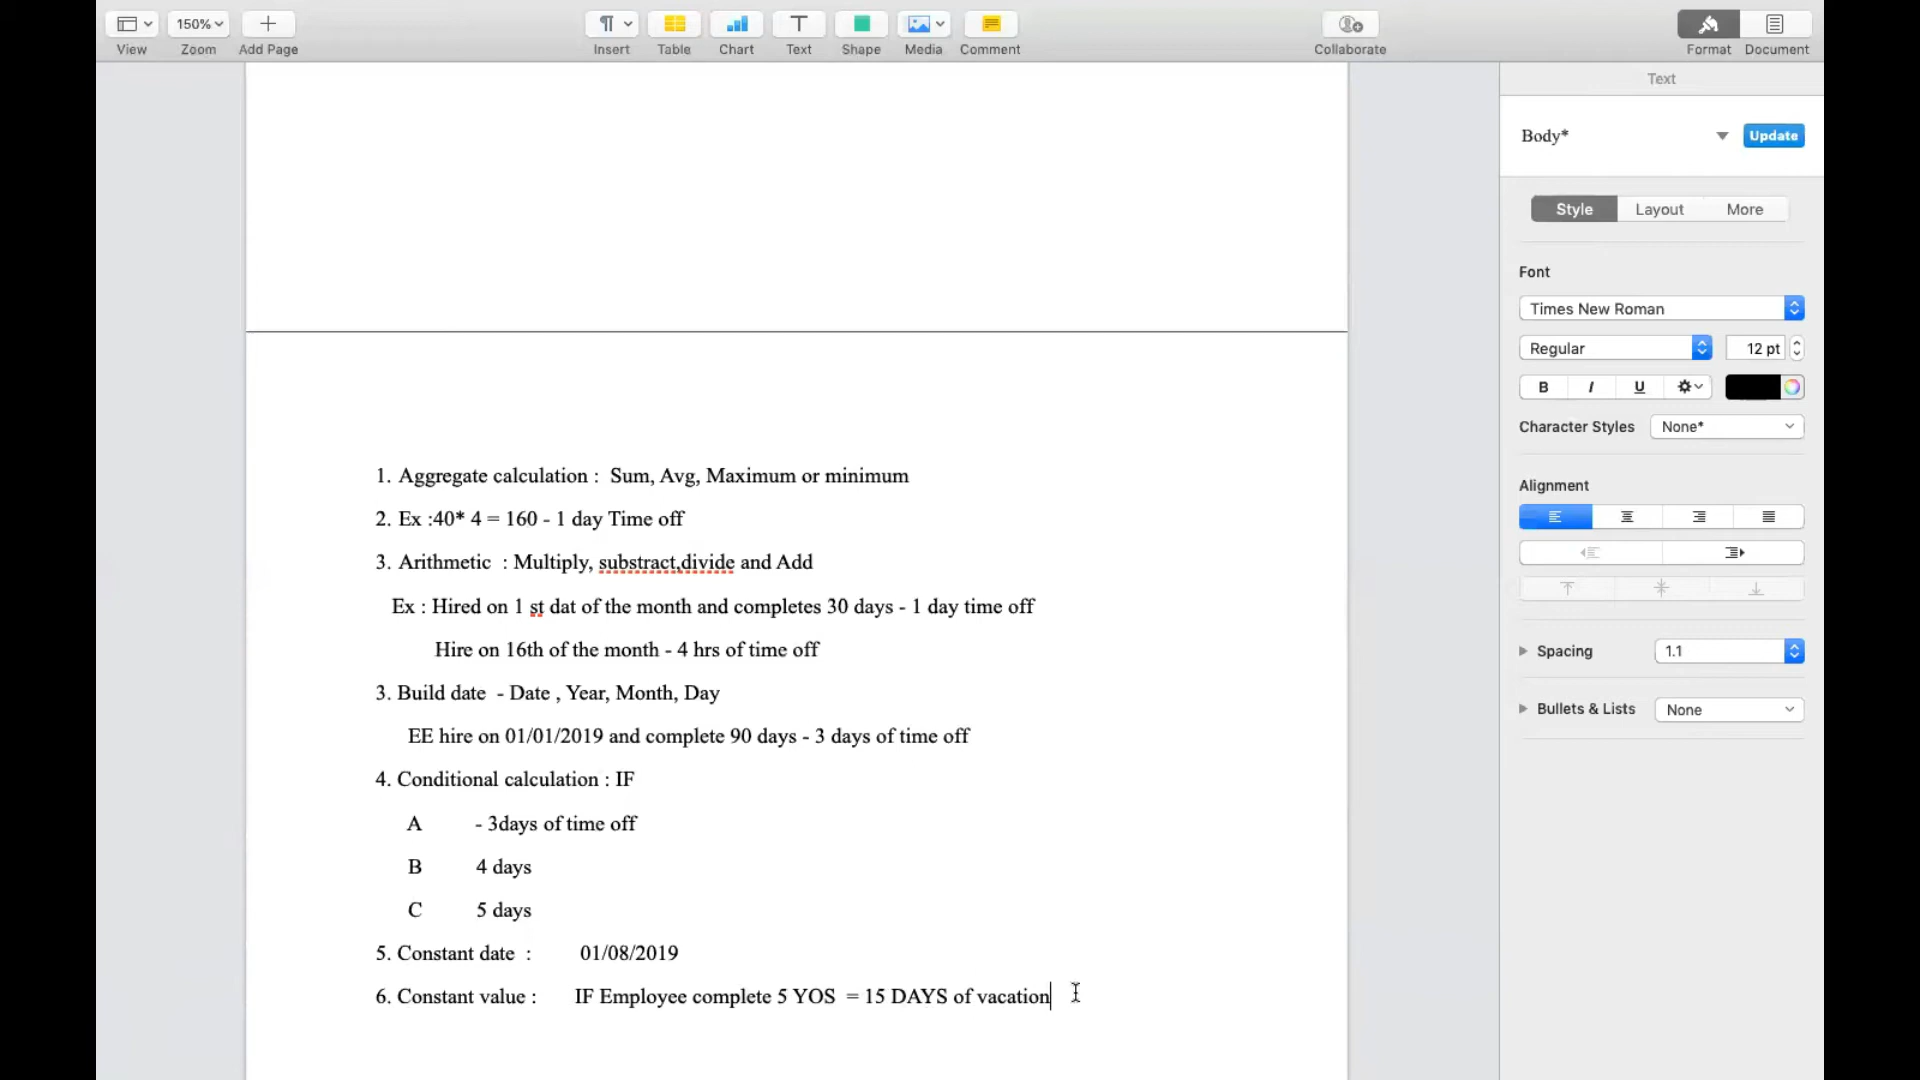 150%
View
Zoom
Add Page
Insert
Table
Chart
Text
Shape
Media
Comment
Collaborate
Format
Document
Text
Body*
Update
Style
Layout
More
Font
Times New Roman
Regular
12 pt
B
I
U
Character Styles
None*
Alignment
Spacing
1.1
Bullets & Lists
None
1. Aggregate calculation :  Sum, Avg, Maximum or minimum
2. Ex :40* 4 = 160 - 1 day Time off
3. Arithmetic  : Multiply, substract,divide and Add
Ex : Hired on 1 st dat of the month and completes 30 days - 1 day time off
Hire on 16th of the month - 4 hrs of time off
3. Build date  - Date , Year, Month, Day
EE hire on 01/01/2019 and complete 90 days - 3 days of time off
4. Conditional calculation : IF
A - 3days of time off
B 4 days
C 5 days
5. Constant date  : 01/08/2019
6. Constant value : IF Employee complete 5 YOS  = 15 DAYS of vacation